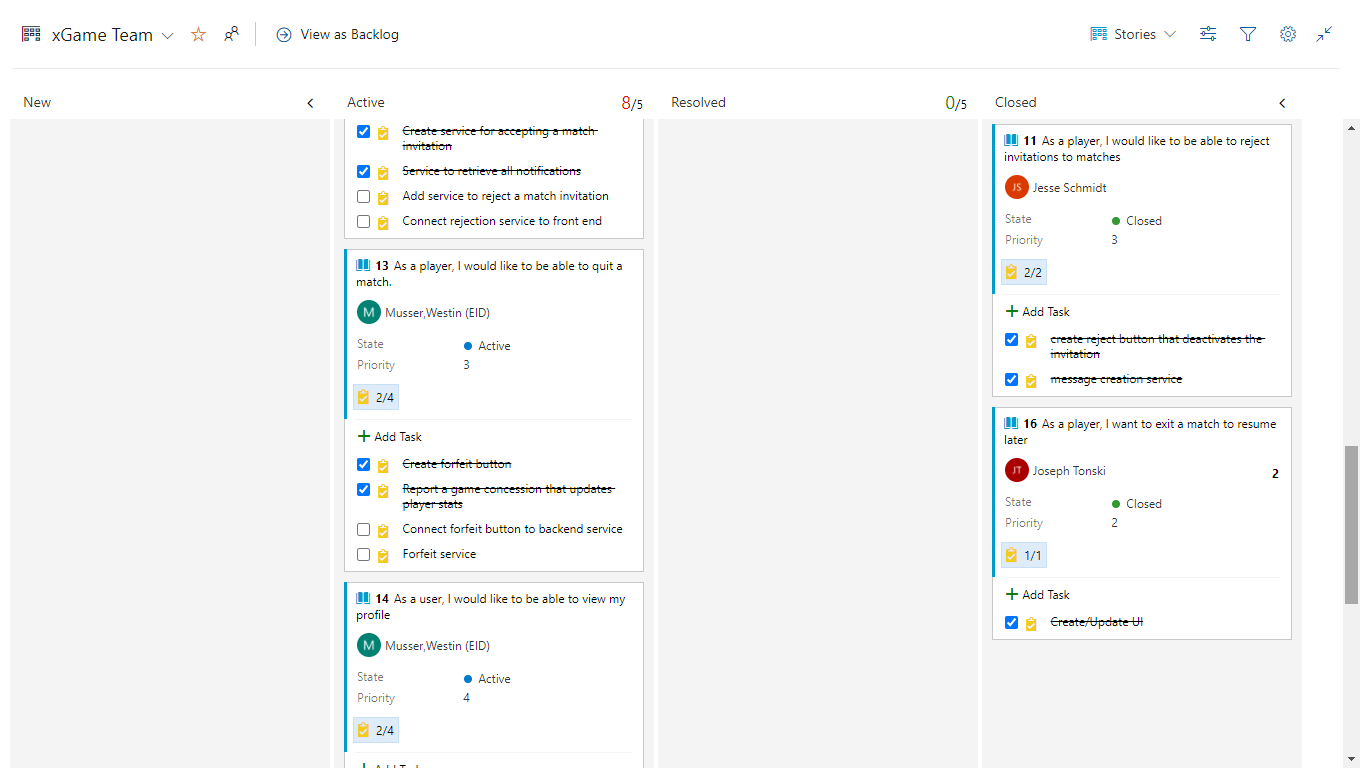 xGame Team
View as Backlog
Stories
New
Active
8/5
Resolved
0/5
Closed
Create service for accepting a match
invitation
Service to retrieve all notifications
Add service to reject a match invitation
Connect rejection service to front end
13 As a player, I would like to be able to quit a
match.
M Musser,Westin (EID)
State Active
Priority 3
2/4
Add Task
Create forfeit button
Report a game concession that updates
player stats
Connect forfeit button to backend service
Forfeit service
14 As a user, I would like to be able to view my
profile
M Musser,Westin (EID)
State Active
Priority 4
2/4
Add Task
11 As a player, I would like to be able to reject
invitations to matches
JS Jesse Schmidt
State Closed
Priority 3
2/2
Add Task
create reject button that deactivates the
invitation
message creation service
16 As a player, I want to exit a match to resume
later
JT Joseph Tonski 2
State Closed
Priority 2
1/1
Add Task
Create/Update UI